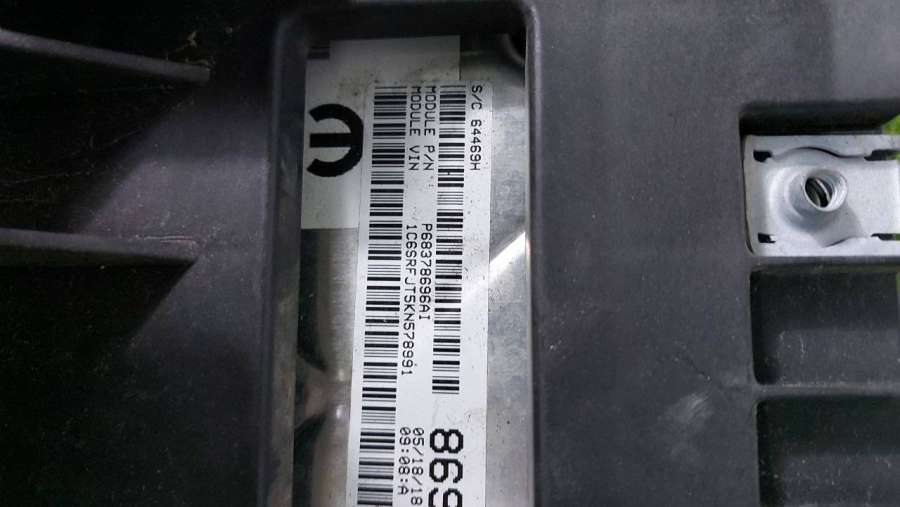 S/C 64469H
MODULE P/N: P68378696AI
MODULE VIN 1C6SRFJT5KN578991
869
05/18/18
09:08:A